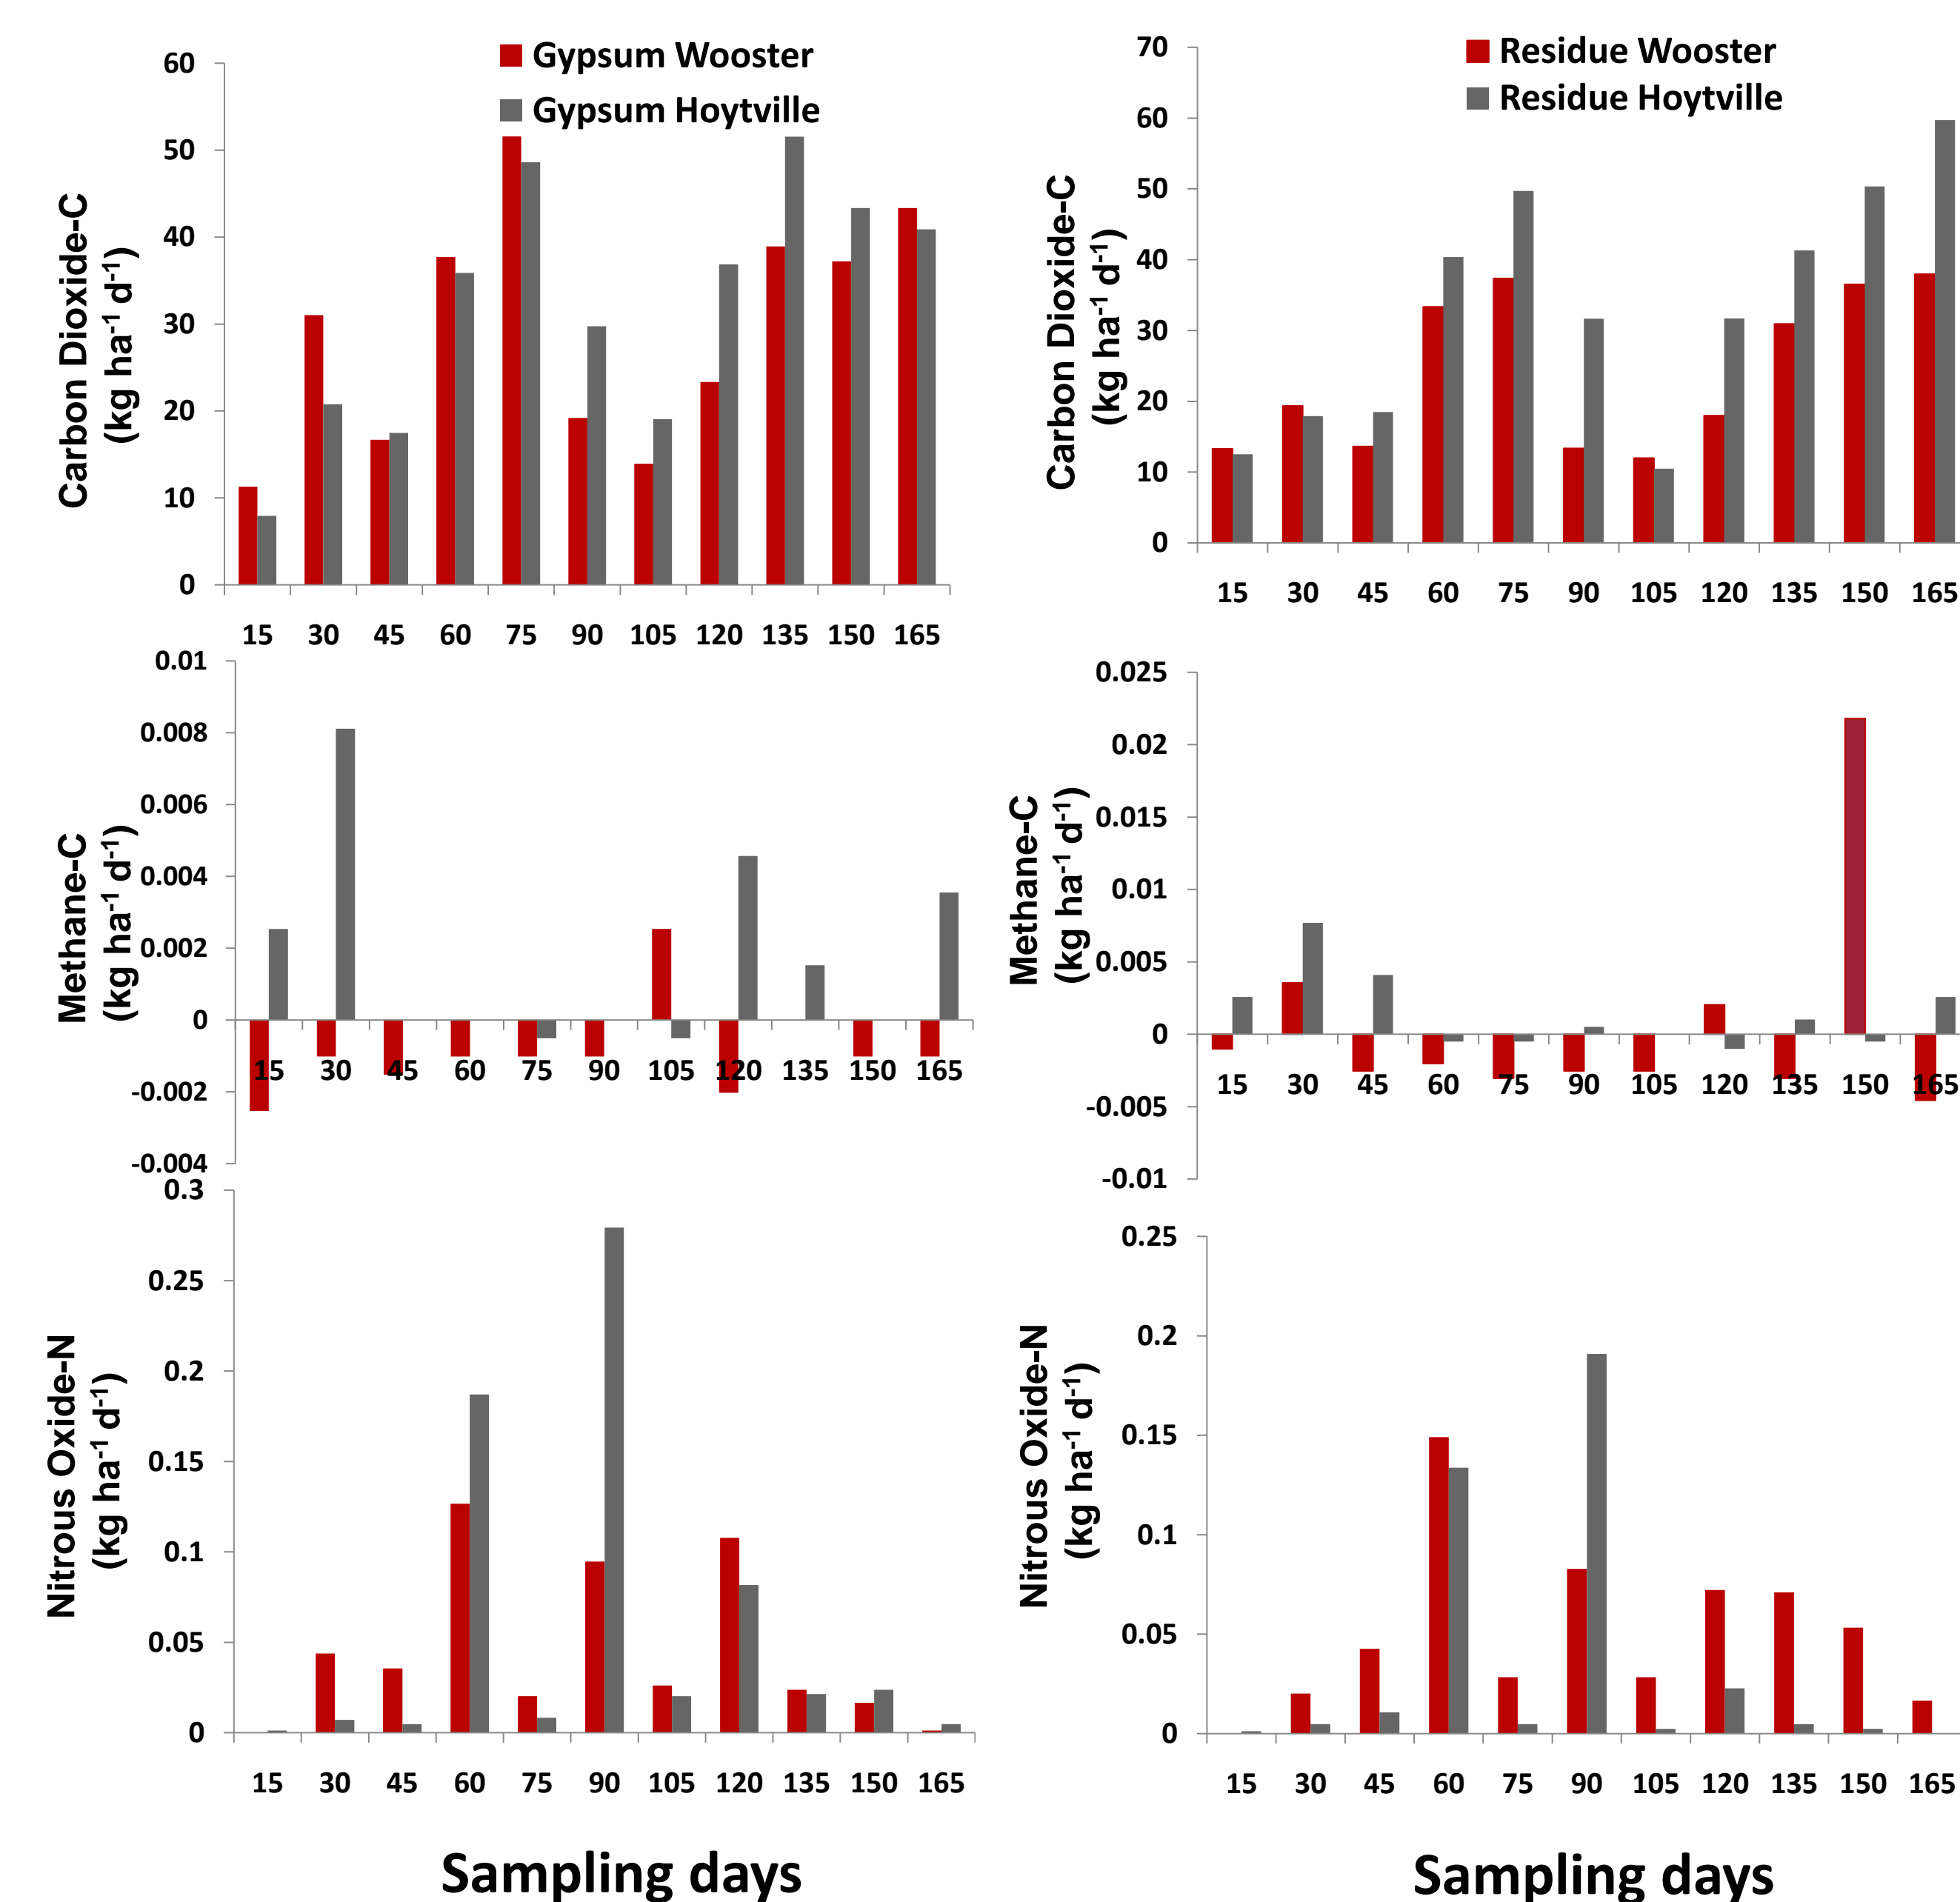 Gypsum Wooster
Gypsum Hoytville
60
50
40
30
20
10
0
Carbon Dioxide-C
(kg ha-1 d-1)
15 30 45 60 75 90 105 120 135 150 165
Residue Wooster
Residue Hoytville
70
60
50
40
30
20
10
0
Carbon Dioxide-C
(kg ha-1 d-1)
15 30 45 60 75 90 105 120 135 150 165
0.01
0.008
0.006
0.004
0.002
0
-0.002
-0.004
Methane-C
(kg ha-1 d-1)
15 30 45 60 75 90 105 120 135 150 165
0.025
0.02
0.015
0.01
0.005
0
-0.005
-0.01
Methane-C
(kg ha-1 d-1)
15 30 45 60 75 90 105 120 135 150 165
0.3
0.25
0.2
0.15
0.1
0.05
0
Nitrous Oxide-N
(kg ha-1 d-1)
15 30 45 60 75 90 105 120 135 150 165
Sampling days
0.25
0.2
0.15
0.1
0.05
0
Nitrous Oxide-N
(kg ha-1 d-1)
15 30 45 60 75 90 105 120 135 150 165
Sampling days